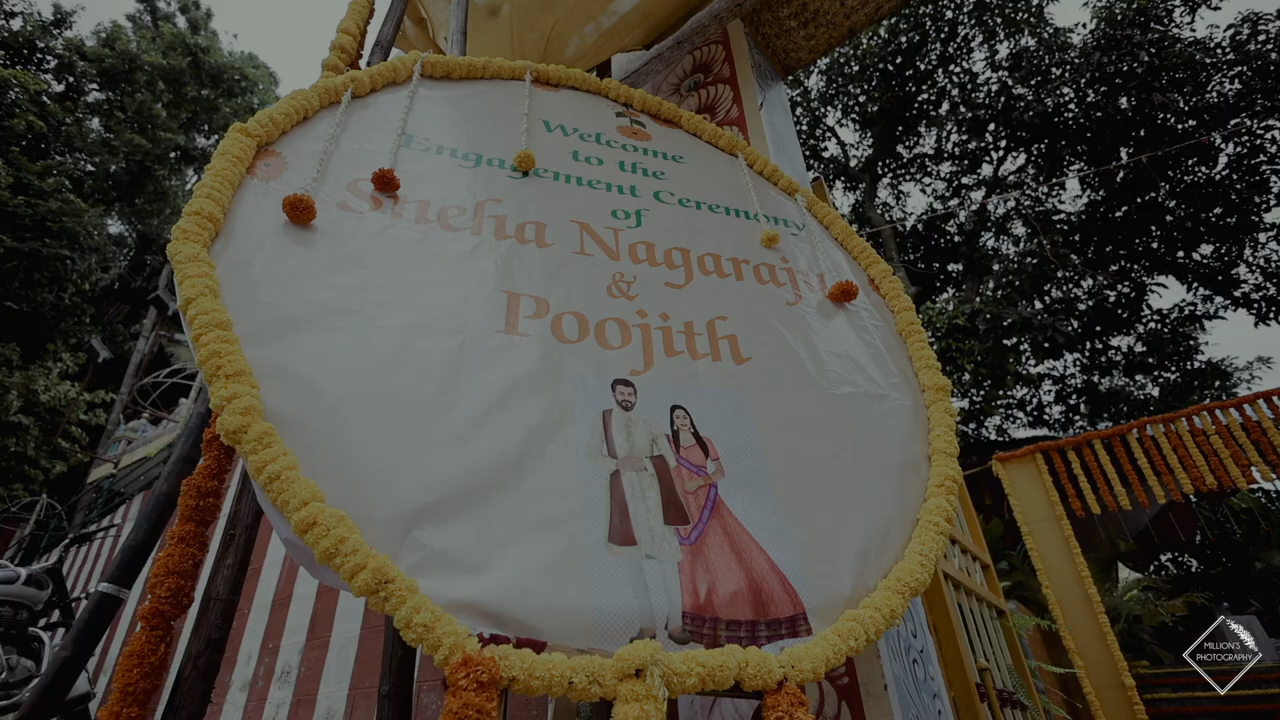 Welcome
to the
Engagement Ceremony
of
Sneha Nagaraju
&
Poojith
MILLION'S
PHOTOGRAPHY